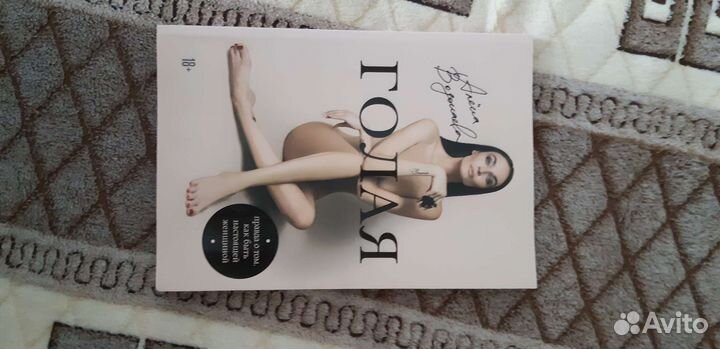 18+
Алёна
Водонаева
ГОЛАЯ
правда о том,
как быть
настоящей
женщиной
Avito